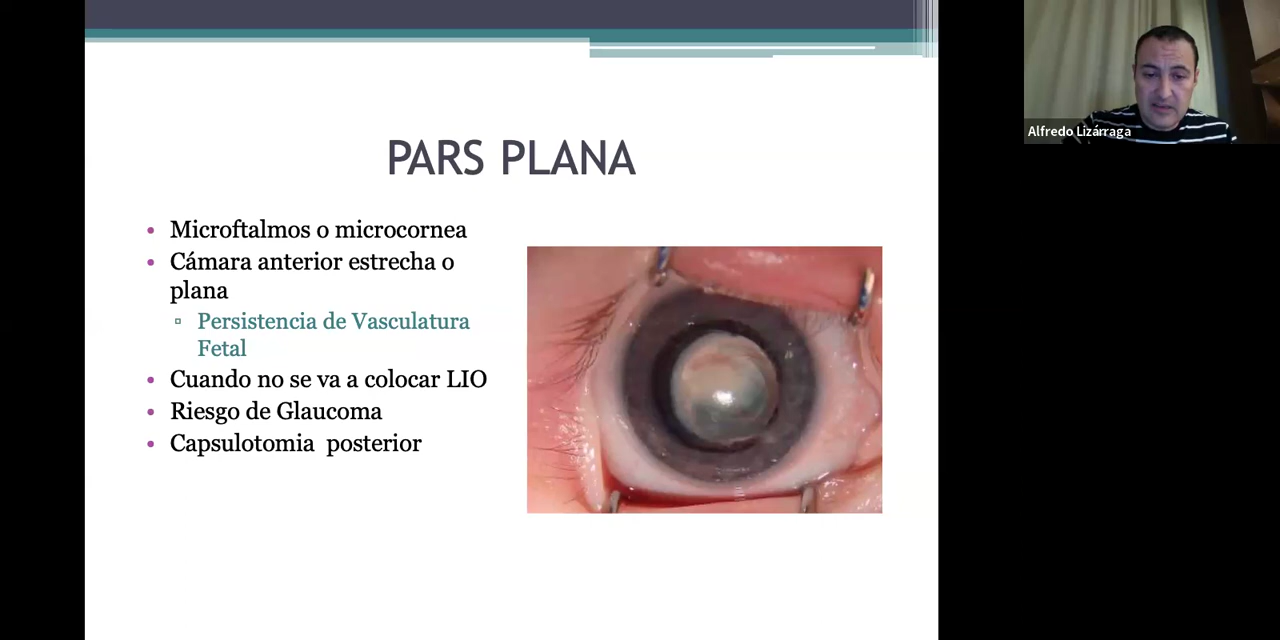 PARS PLANA
• Microftalmos o microcornea
• Cámara anterior estrecha o
plana
▫ Persistencia de Vasculatura
Fetal
• Cuando no se va a colocar LIO
• Riesgo de Glaucoma
• Capsulotomia  posterior
Alfredo Lizárraga